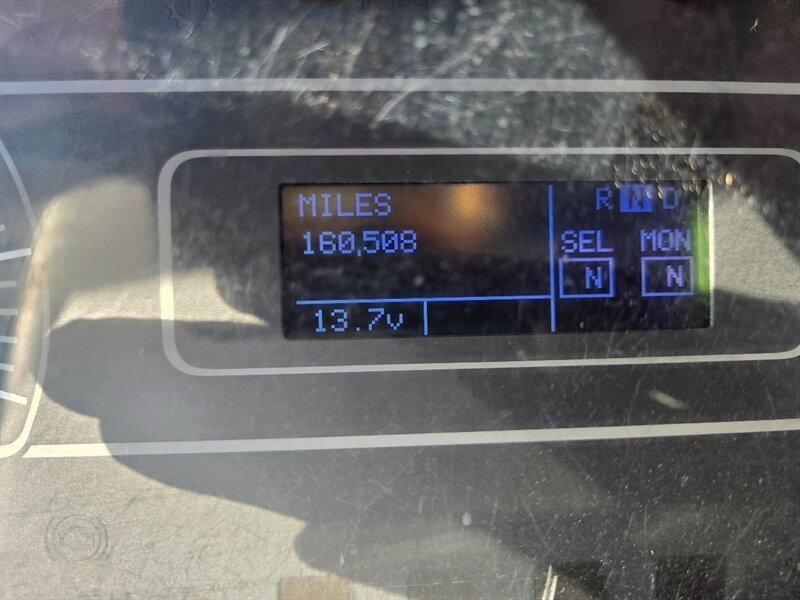 MILES
160,508
13.7v
R N D
SEL MON
N N